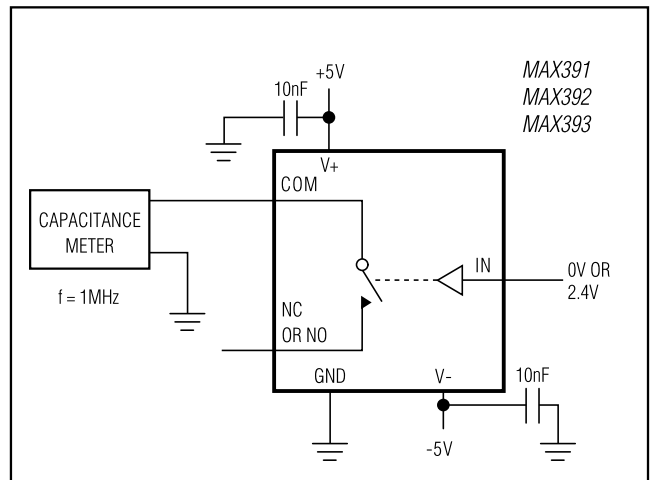 +5V
10nF
MAX391
MAX392
MAX393
V+
COM
CAPACITANCE
METER
f = 1MHz
IN
0V OR
2.4V
NC
OR NO
GND
V-
10nF
-5V